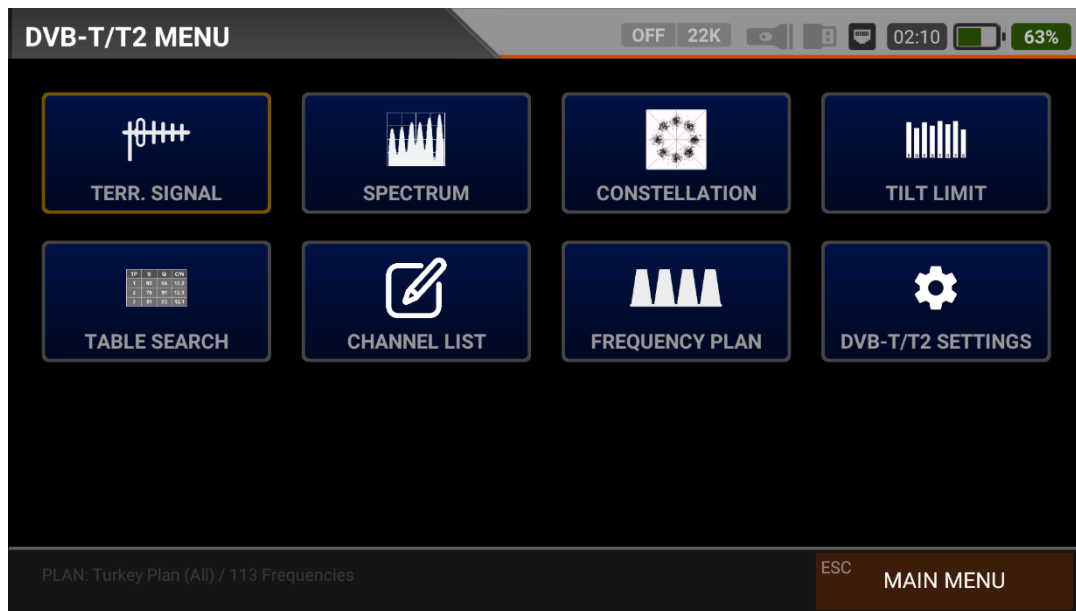 DVB-T/T2 MENU
OFF 22K 02:10 63%
TERR. SIGNAL
SPECTRUM
CONSTELLATION
TILT LIMIT
TABLE SEARCH
CHANNEL LIST
FREQUENCY PLAN
DVB-T/T2 SETTINGS
PLAN: Turkey Plan (All) / 113 Frequencies
ESC MAIN MENU